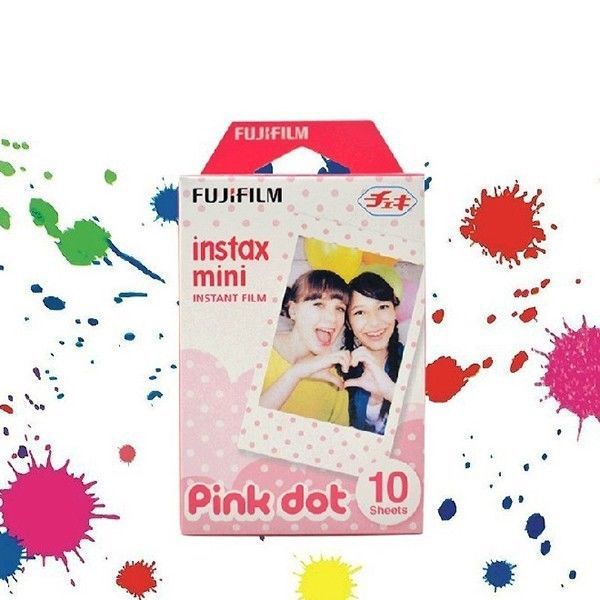 FUJIFILM
FUJIFILM
チェキ
instax
mini
INSTANT FILM
Pink dot
10
Sheets